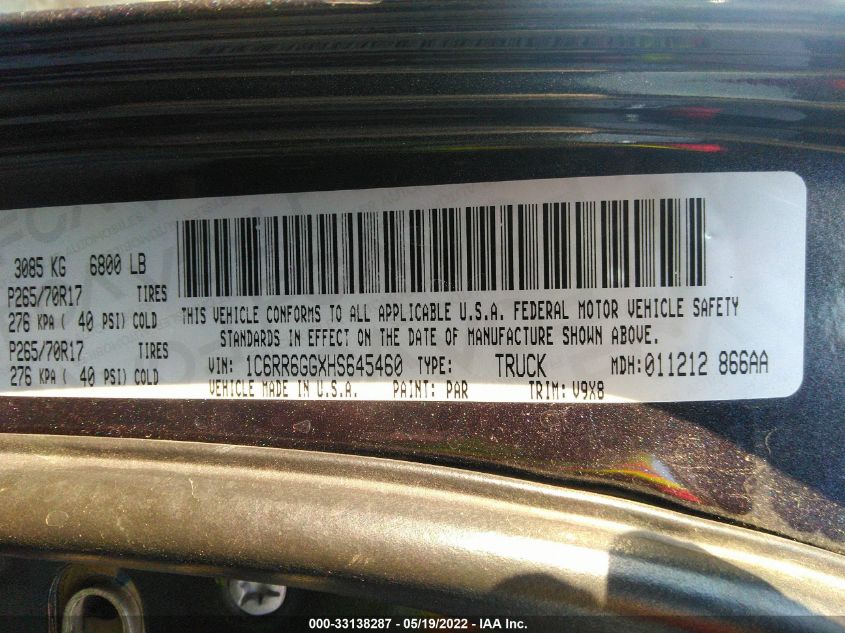 3085 KG 6800 LB
P265/70R17 TIRES
276 KPA ( 40 PSI) COLD
P265/70R17 TIRES
276 KPA ( 40 PSI) COLD
THIS VEHICLE CONFORMS TO ALL APPLICABLE U.S.A. FEDERAL MOTOR VEHICLE SAFETY
STANDARDS IN EFFECT ON THE DATE OF MANUFACTURE SHOWN ABOVE.
VIN: 1C6RR6GGXHS645460 TYPE: TRUCK MDH: 011212 866AA
VEHICLE MADE IN U.S.A. PAINT: PAR TRIM: V9X8
000-33138287 - 05/19/2022 - IAA Inc.